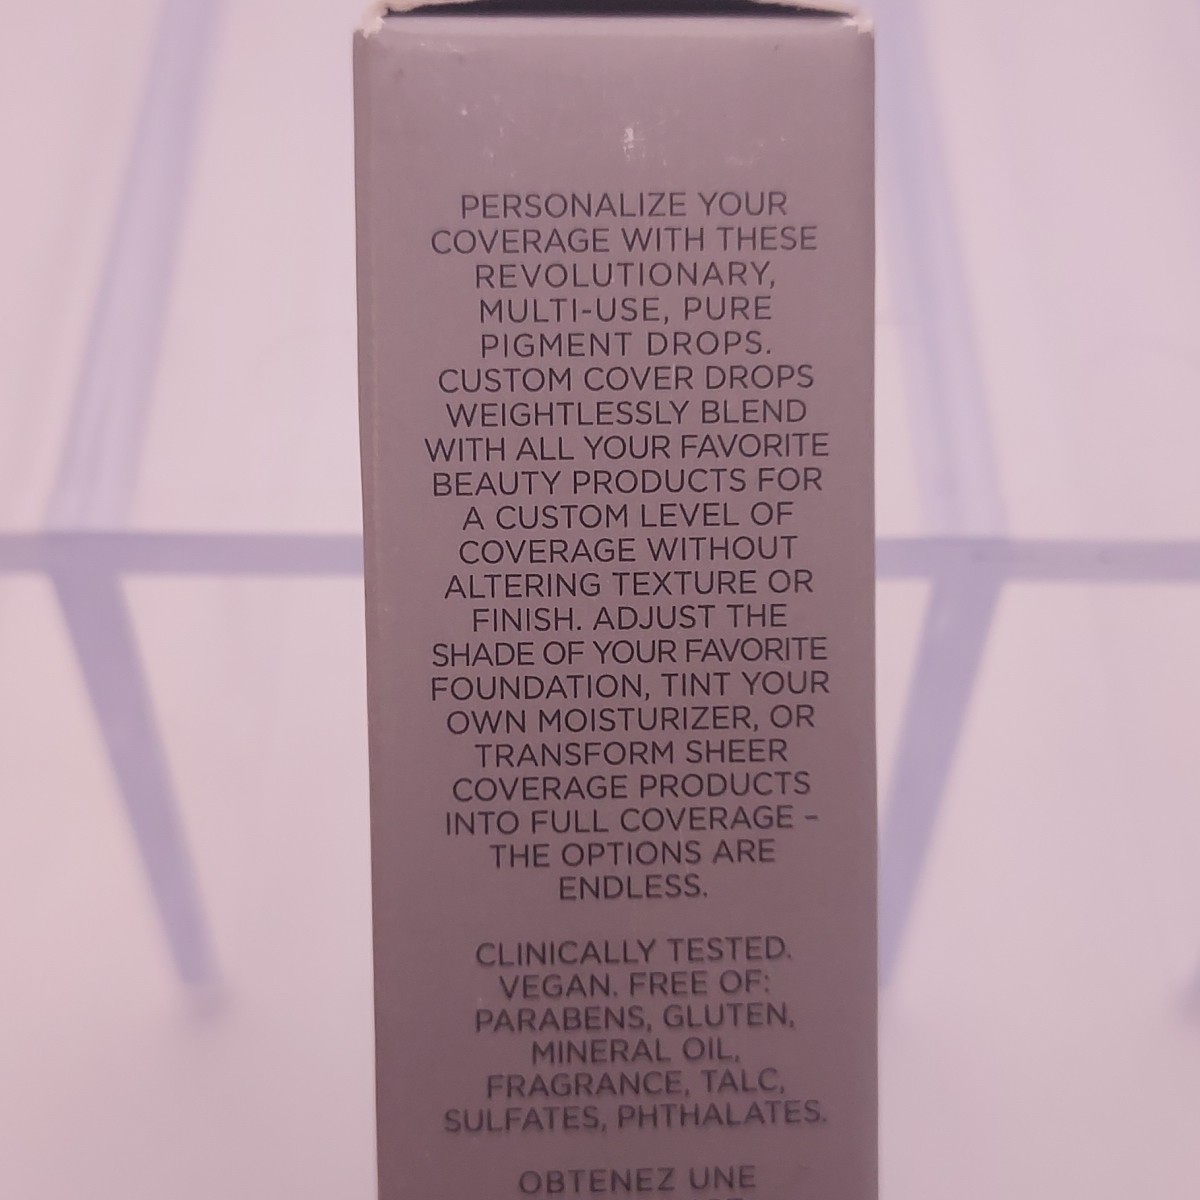 PERSONALIZE YOUR
COVERAGE WITH THESE
REVOLUTIONARY,
MULTI-USE, PURE
PIGMENT DROPS.
CUSTOM COVER DROPS
WEIGHTLESSLY BLEND
WITH ALL YOUR FAVORITE
BEAUTY PRODUCTS FOR
A CUSTOM LEVEL OF
COVERAGE WITHOUT
ALTERING TEXTURE OR
FINISH. ADJUST THE
SHADE OF YOUR FAVORITE
FOUNDATION, TINT YOUR
OWN MOISTURIZER, OR
TRANSFORM SHEER
COVERAGE PRODUCTS
INTO FULL COVERAGE –
THE OPTIONS ARE
ENDLESS.
CLINICALLY TESTED.
VEGAN. FREE OF:
PARABENS, GLUTEN,
MINERAL OIL,
FRAGRANCE, TALC,
SULFATES, PHTHALATES.
OBTENEZ UNE